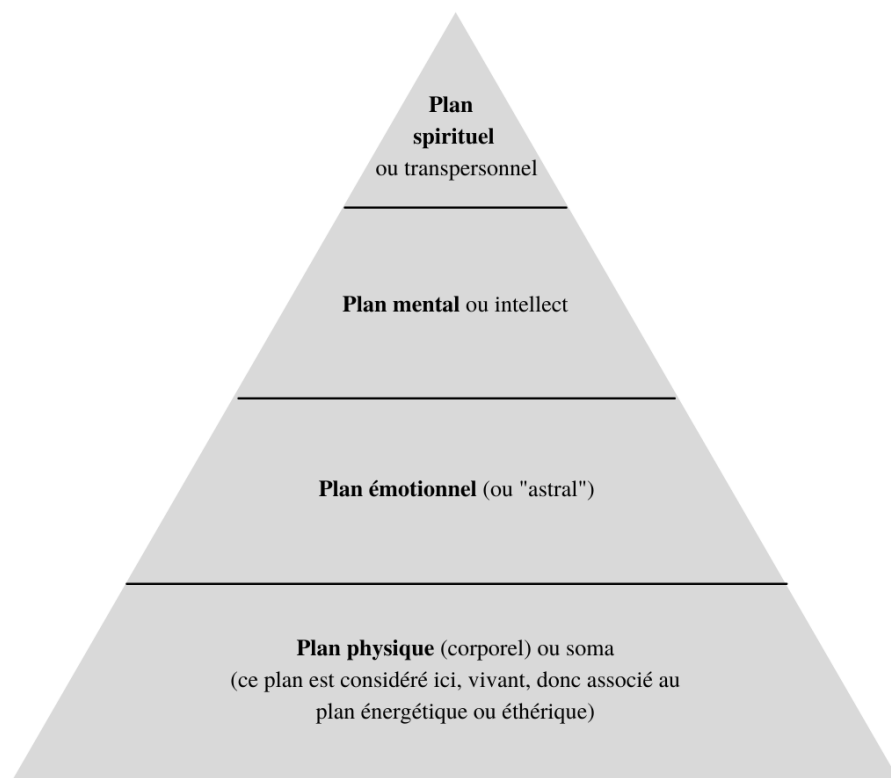 Plan
spirituel
ou transpersonnel
Plan mental ou intellect
Plan émotionnel (ou "astral")
Plan physique (corporel) ou soma
(ce plan est considéré ici, vivant, donc associé au
plan énergétique ou éthérique)